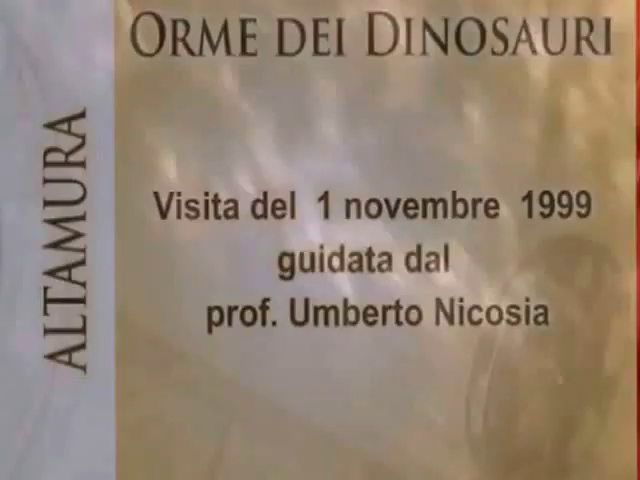 ORME DEI DINOSAURI
ALTAMURA
Visita del 1 novembre 1999
guidata dal
prof. Umberto Nicosia